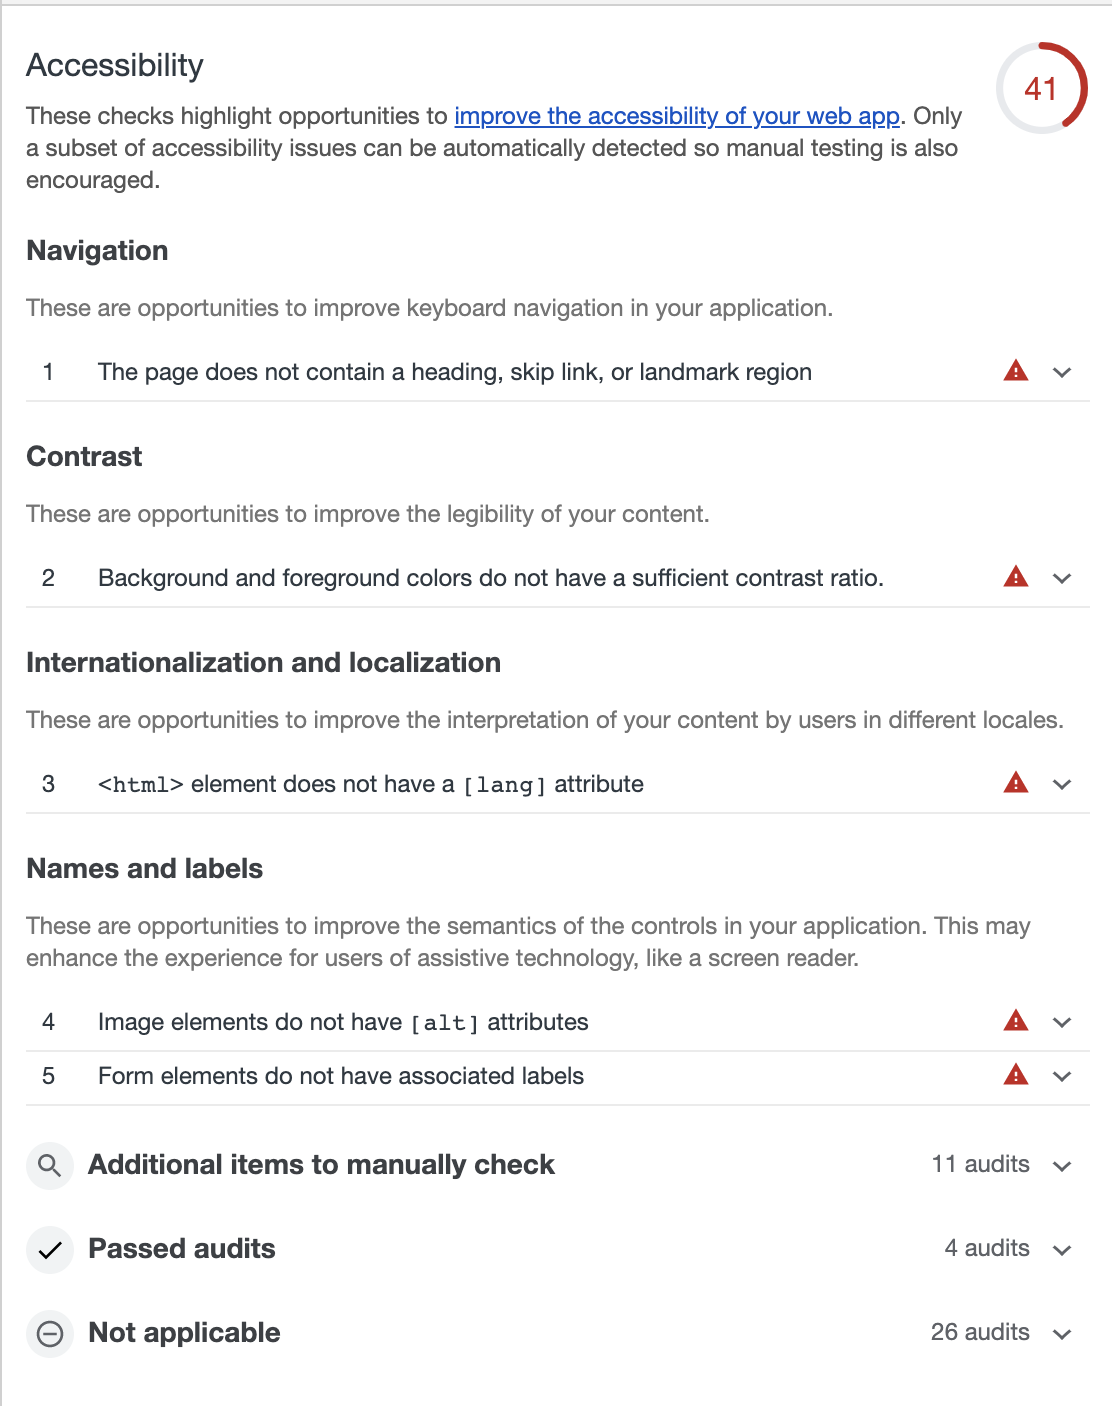 Accessibility
41
These checks highlight opportunities to improve the accessibility of your web app. Only
a subset of accessibility issues can be automatically detected so manual testing is also
encouraged.
Navigation
These are opportunities to improve keyboard navigation in your application.
1 The page does not contain a heading, skip link, or landmark region
Contrast
These are opportunities to improve the legibility of your content.
2 Background and foreground colors do not have a sufficient contrast ratio.
Internationalization and localization
These are opportunities to improve the interpretation of your content by users in different locales.
3 <html> element does not have a [lang] attribute
Names and labels
These are opportunities to improve the semantics of the controls in your application. This may
enhance the experience for users of assistive technology, like a screen reader.
4 Image elements do not have [alt] attributes
5 Form elements do not have associated labels
Additional items to manually check 11 audits
Passed audits 4 audits
Not applicable 26 audits